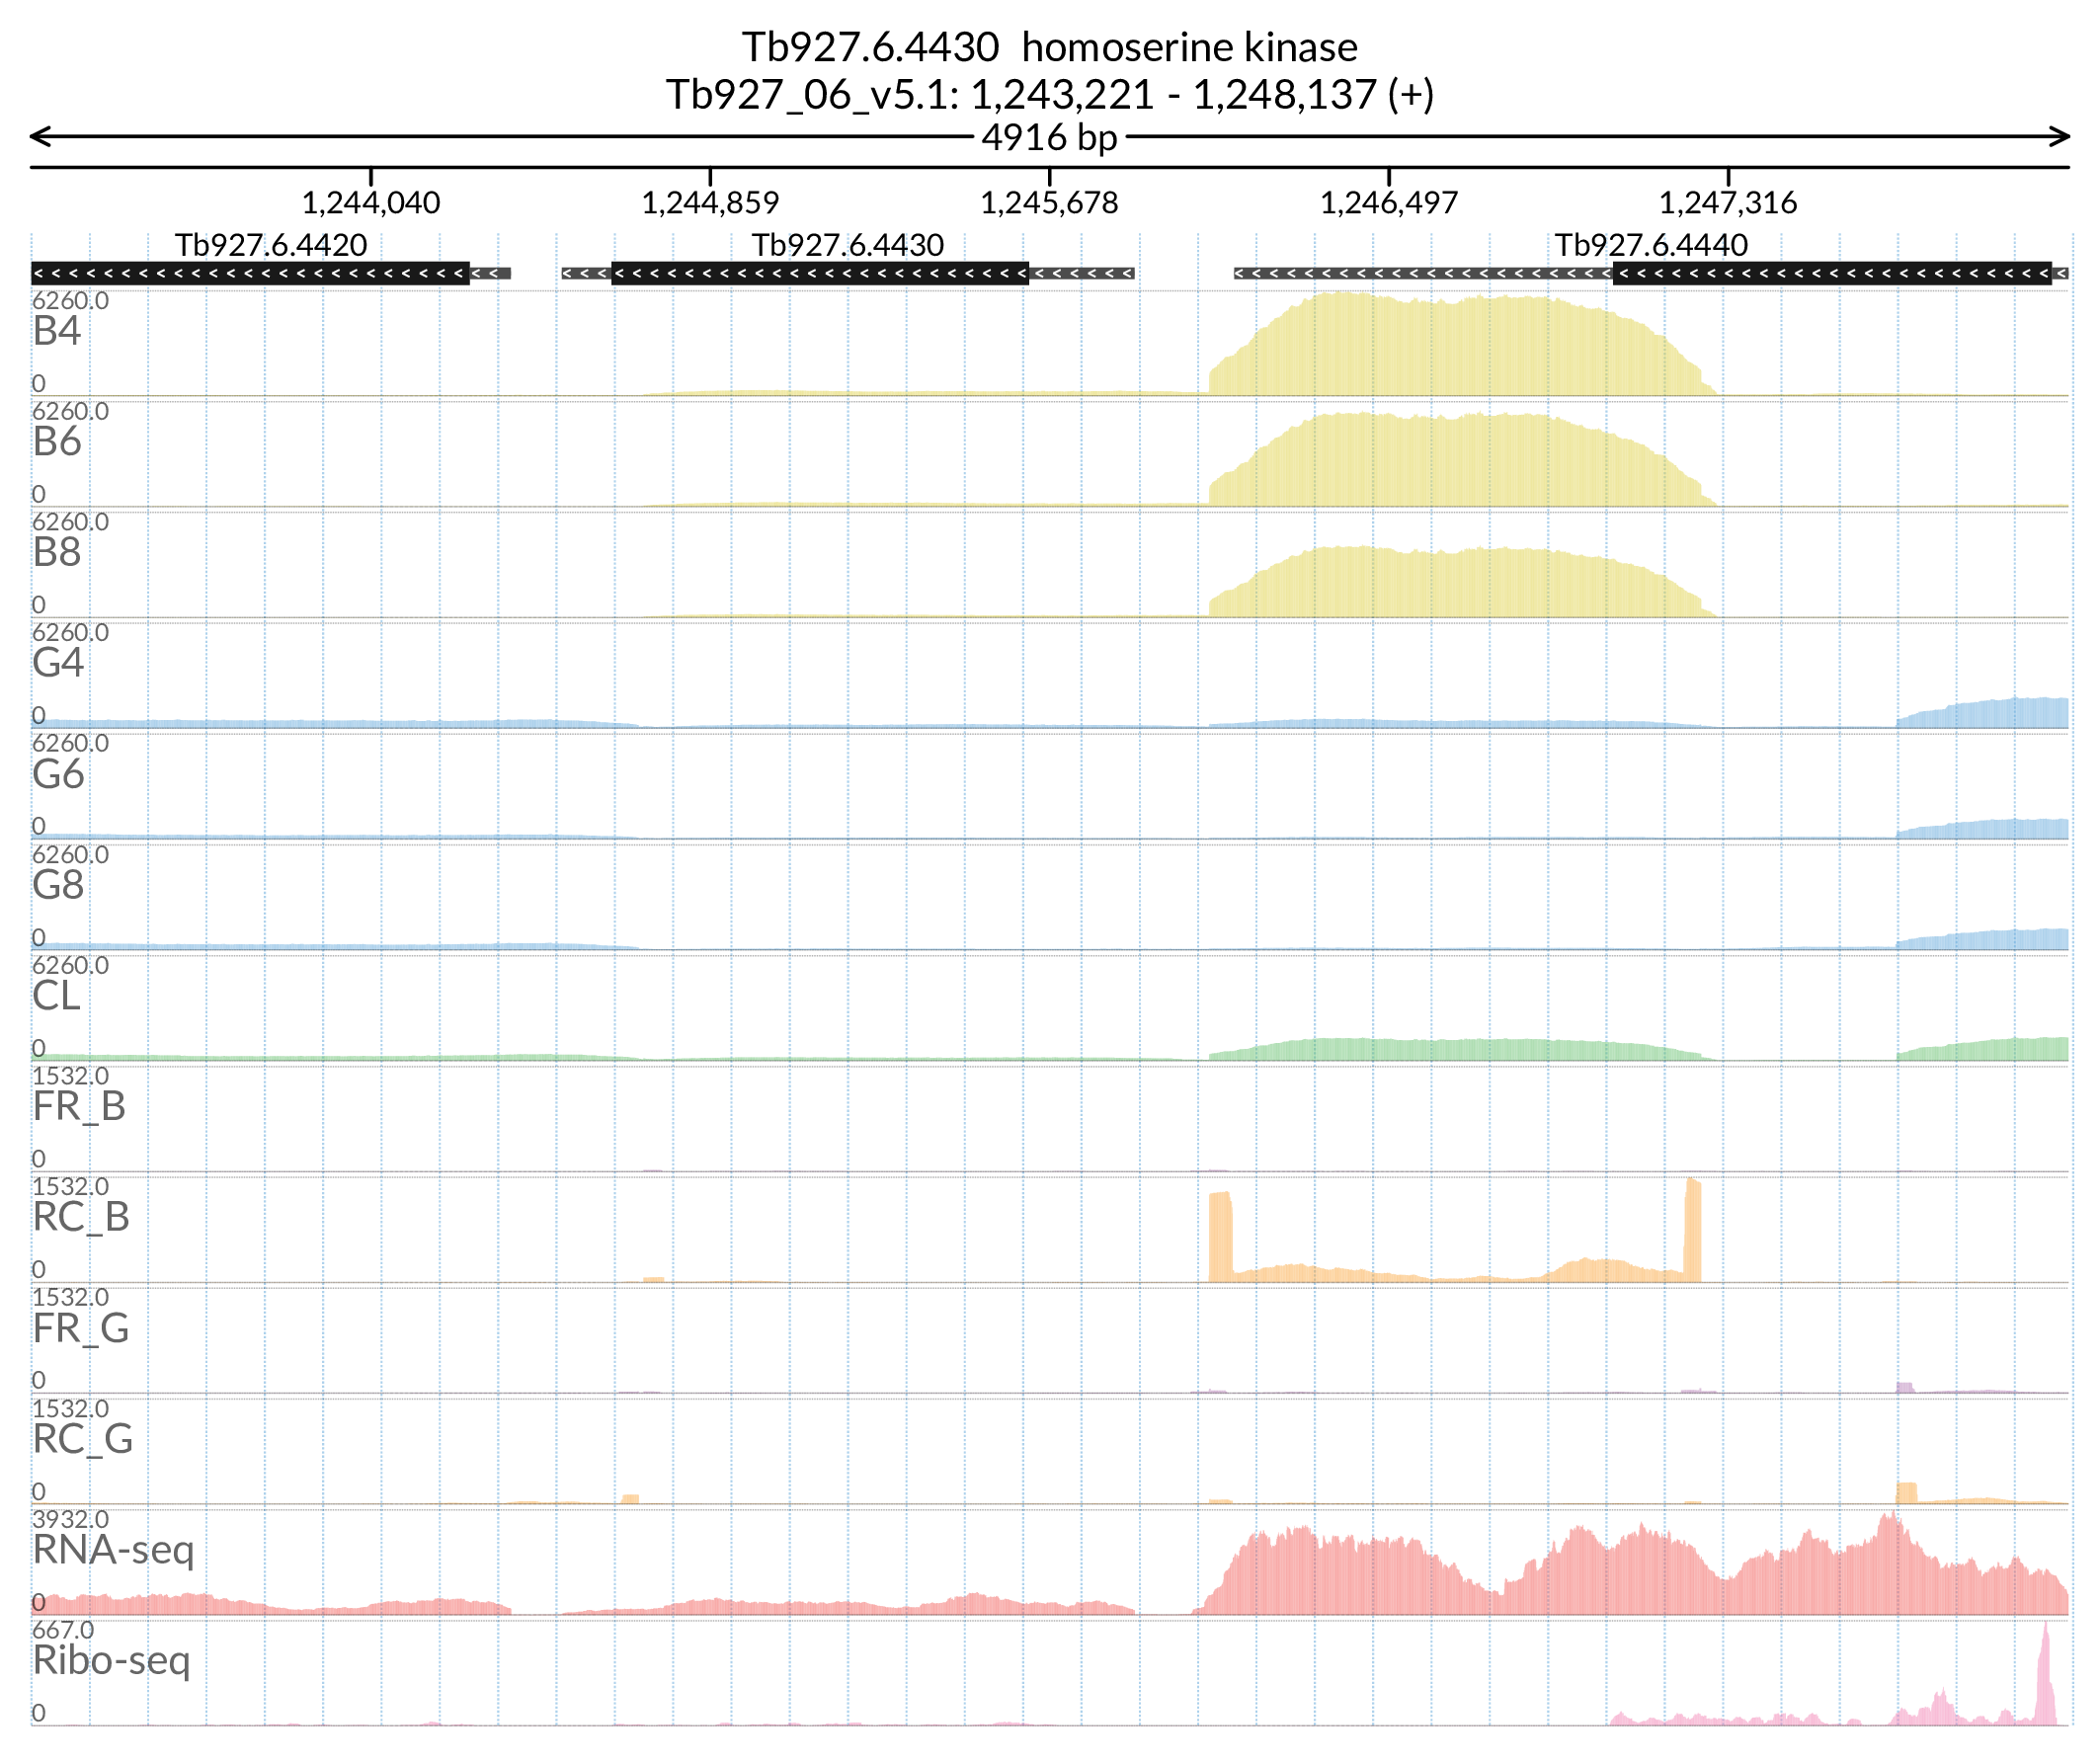 Tb927.6.4430 homoserine kinase
Tb927_06_v5.1: 1,243,221 - 1,248,137 (+)
4916 bp
1,244,040 1,244,859 1,245,678 1,246,497 1,247,316
Tb927.6.4420 Tb927.6.4430 Tb927.6.4440
6260.0
B4
0
6260.0
B6
0
6260.0
B8
0
6260.0
G4
0
6260.0
G6
0
6260.0
G8
0
6260.0
CL
0
1532.0
FR_B
0
1532.0
RC_B
0
1532.0
FR_G
0
1532.0
RC_G
0
3932.0
RNA-seq
0
667.0
Ribo-seq
0